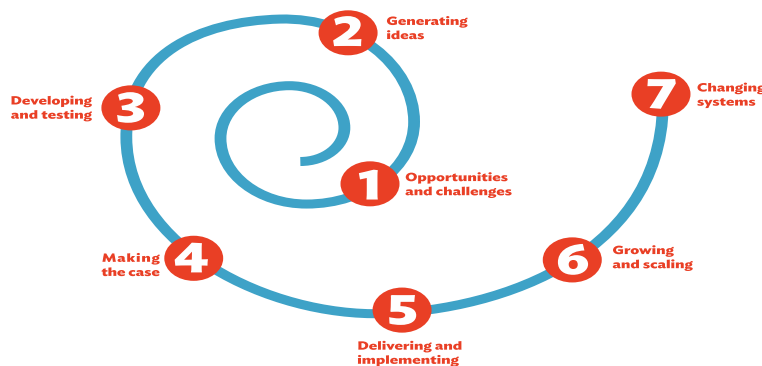 1
Opportunities
and challenges
2
Generating
ideas
3
Developing
and testing
4
Making
the case
5
Delivering and
implementing
6
Growing
and scaling
7
Changing
systems